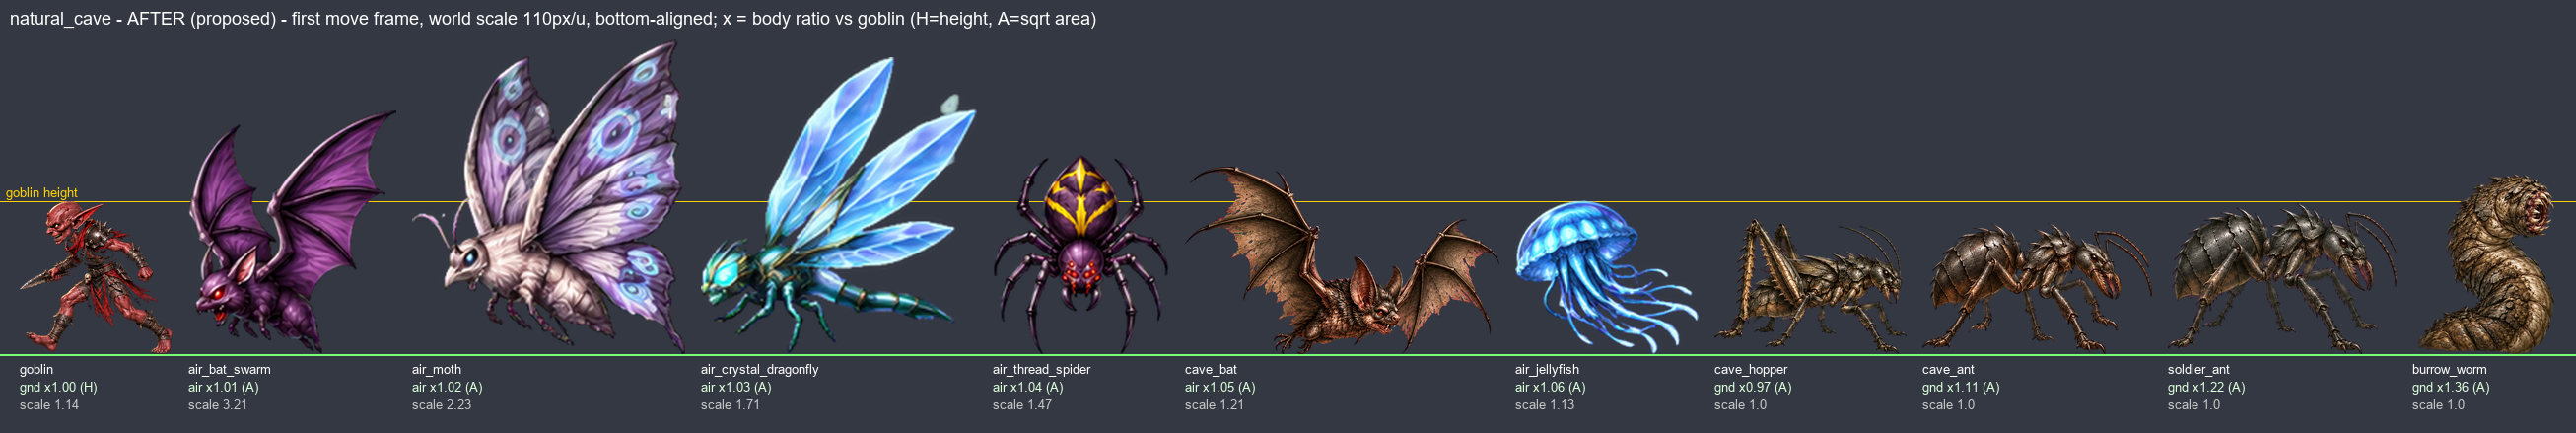 natural_cave - AFTER (proposed) - first move frame, world scale 110px/u, bottom-aligned; x = body ratio vs goblin (H=height, A=sqrt area)
goblin height
goblin
gnd x1.00 (H)
scale 1.14
air_bat_swarm
air x1.01 (A)
scale 3.21
air_moth
air x1.02 (A)
scale 2.23
air_crystal_dragonfly
air x1.03 (A)
scale 1.71
air_thread_spider
air x1.04 (A)
scale 1.47
cave_bat
air x1.05 (A)
scale 1.21
air_jellyfish
air x1.06 (A)
scale 1.13
cave_hopper
gnd x0.97 (A)
scale 1.0
cave_ant
gnd x1.11 (A)
scale 1.0
soldier_ant
gnd x1.22 (A)
scale 1.0
burrow_worm
gnd x1.36 (A)
scale 1.0